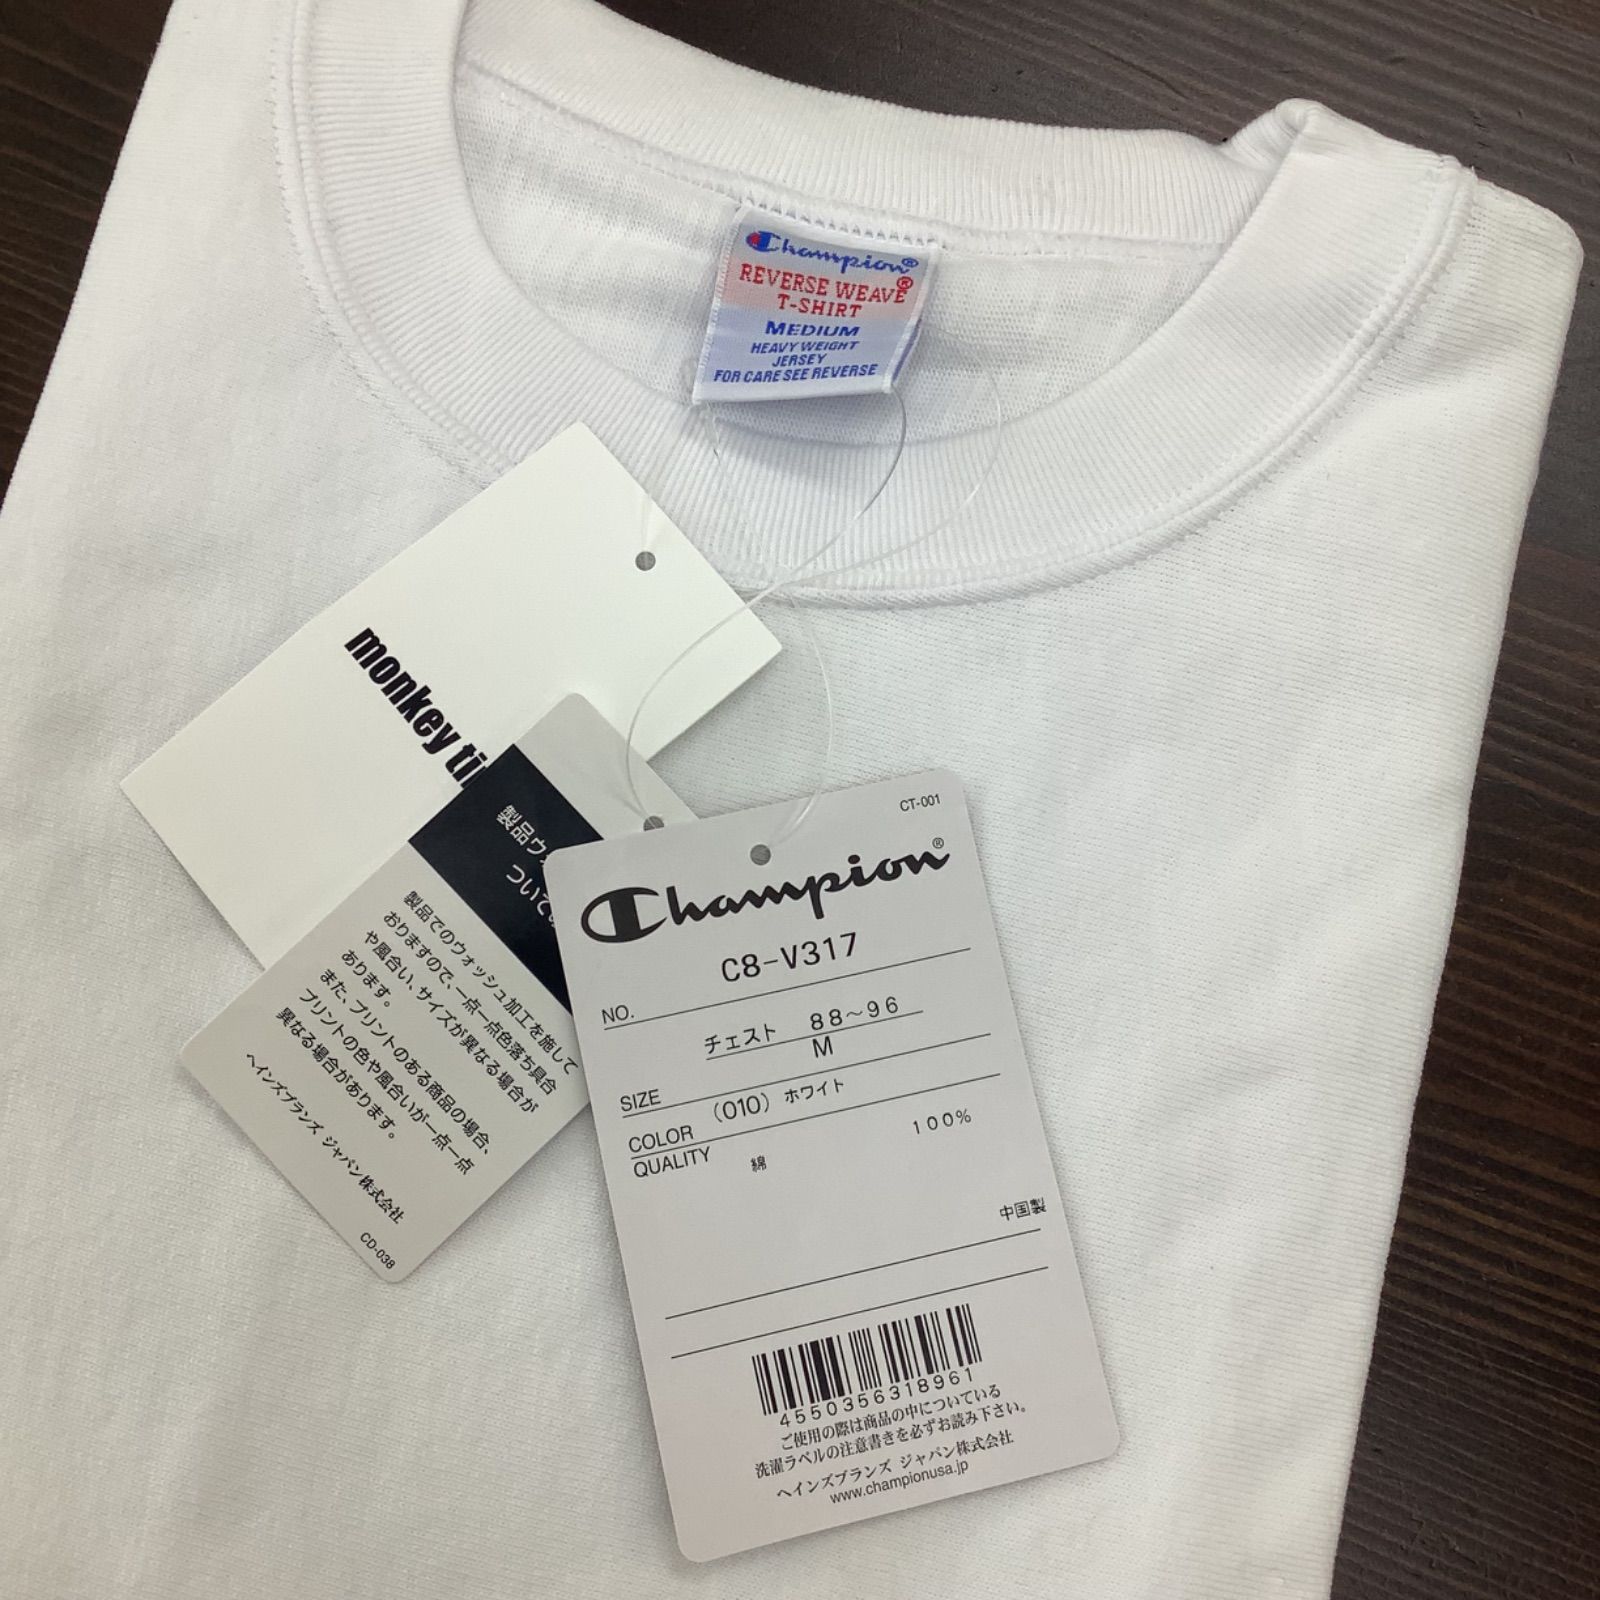 Champion®
REVERSE WEAVE®
T-SHIRT
MEDIUM
HEAVY WEIGHT
JERSEY
FOR CARE SEE REVERSE
monkey
製品
ついて
製品でのウォッシュ加工を施して
おりますので、一点一点色落ち具合
や風合い、サイズが異なる場合が
あります。
また、プリントのある商品の場合、
プリントの色や風合いが一点一点
異なる場合があります。
ヘインズブランズ ジャパン株式会社
CD-038
CT-001
Champion®
C8-V317
NO.
チェスト 88~96
M
SIZE
(010) ホワイト
COLOR
QUALITY 綿 100%
中国製
4550356318961
ご使用の際は商品の中についている
洗濯ラベルの注意書きを必ずお読み下さい。
ヘインズブランズ ジャパン株式会社
www.championusa.jp